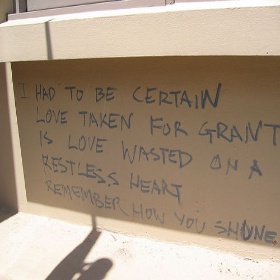 I HAD TO BE CERTAIN
LOVE TAKEN FOR GRANT
IS LOVE WASTED ON A
RESTLESS HEART
REMEMBER HOW YOU SHONE